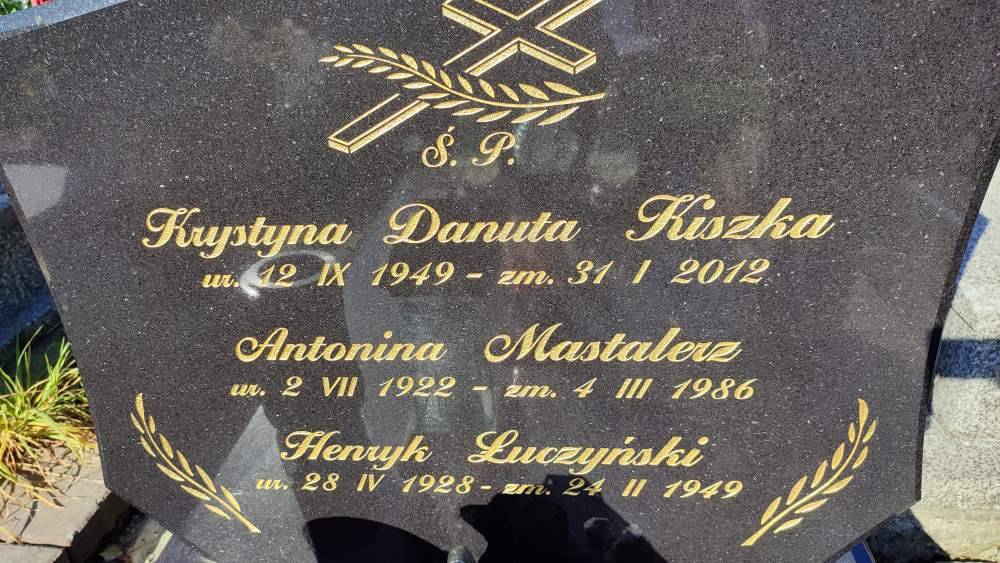 Ś. P.
Krystyna Danuta Kiszka
ur. 12 IX 1949 - zm. 31 I 2012
Antonina Mastalerz
ur. 2 VII 1922 - zm. 4 III 1986
Henryk Łuczyński
ur. 28 IV 1928 - zm. 24 II 1949